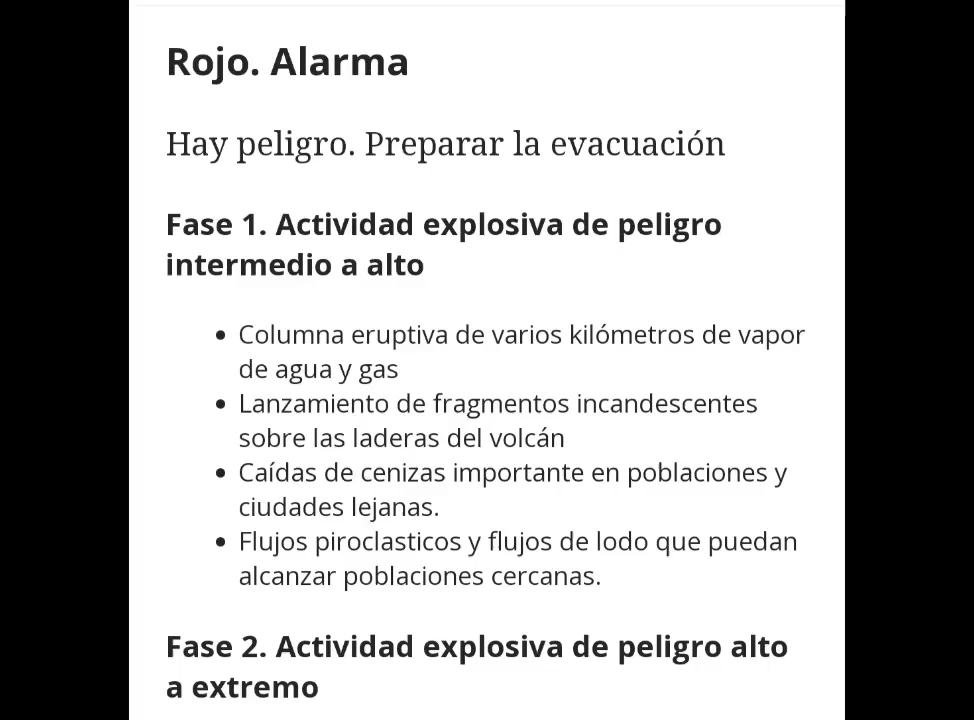 Rojo. Alarma
Hay peligro. Preparar la evacuación
Fase 1. Actividad explosiva de peligro
intermedio a alto
• Columna eruptiva de varios kilómetros de vapor
de agua y gas
• Lanzamiento de fragmentos incandescentes
sobre las laderas del volcán
• Caídas de cenizas importante en poblaciones y
ciudades lejanas.
• Flujos piroclasticos y flujos de lodo que puedan
alcanzar poblaciones cercanas.
Fase 2. Actividad explosiva de peligro alto
a extremo